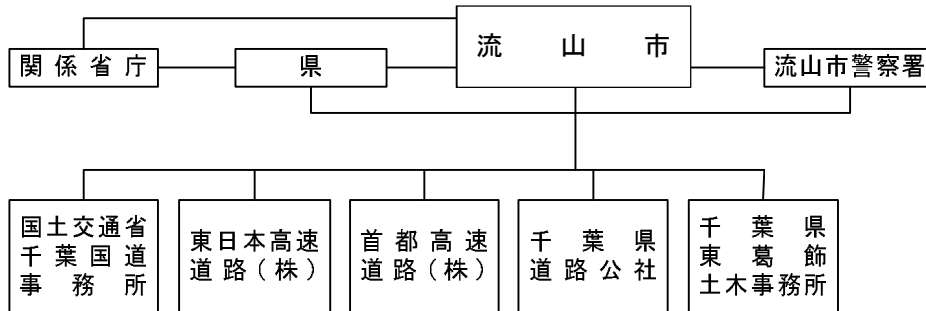 流山市
関係省庁
県
流山市警察署
国土交通省
千葉国道
事務所
東日本高速
道路(株)
首都高速
道路(株)
千葉県
道路公社
千葉県
東葛飾
土木事務所